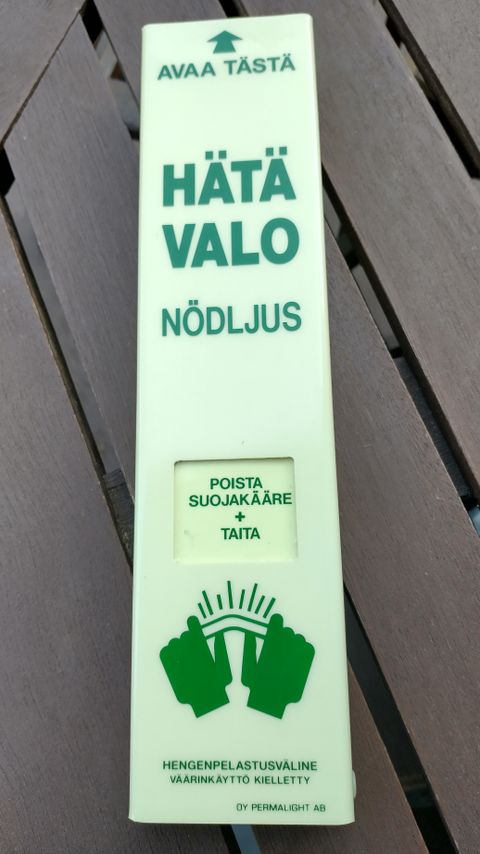 AVAA TÄSTÄ
HÄTÄ
VALO
NÖDLJUS
POISTA
SUOJAKÄÄRE
+
TAITA
HENGENPELASTUSVÄLINE
VÄÄRINKÄYTTÖ KIELLETTY
OY PERMALIGHT AB